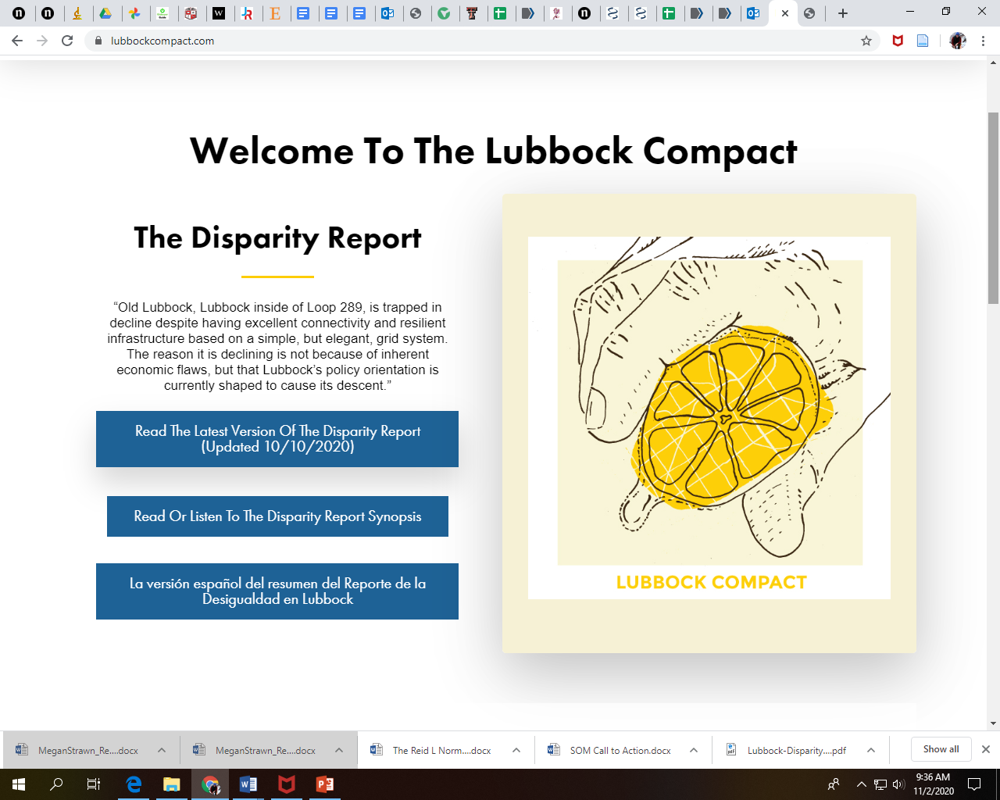 lubbockcompact.com
Welcome To The Lubbock Compact
The Disparity Report
“Old Lubbock, Lubbock inside of Loop 289, is trapped in
decline despite having excellent connectivity and resilient
infrastructure based on a simple, but elegant, grid system.
The reason it is declining is not because of inherent
economic flaws, but that Lubbock’s policy orientation is
currently shaped to cause its descent.”
Read The Latest Version Of The Disparity Report
(Updated 10/10/2020)
Read Or Listen To The Disparity Report Synopsis
La versión español del resumen del Reporte de la
Desigualdad en Lubbock
LUBBOCK COMPACT
MeganStrawn_Re....docx
MeganStrawn_Re....docx
The Reid L Norm....docx
SOM Call to Action.docx
Lubbock-Disparity....pdf
Show all
9:36 AM
11/2/2020